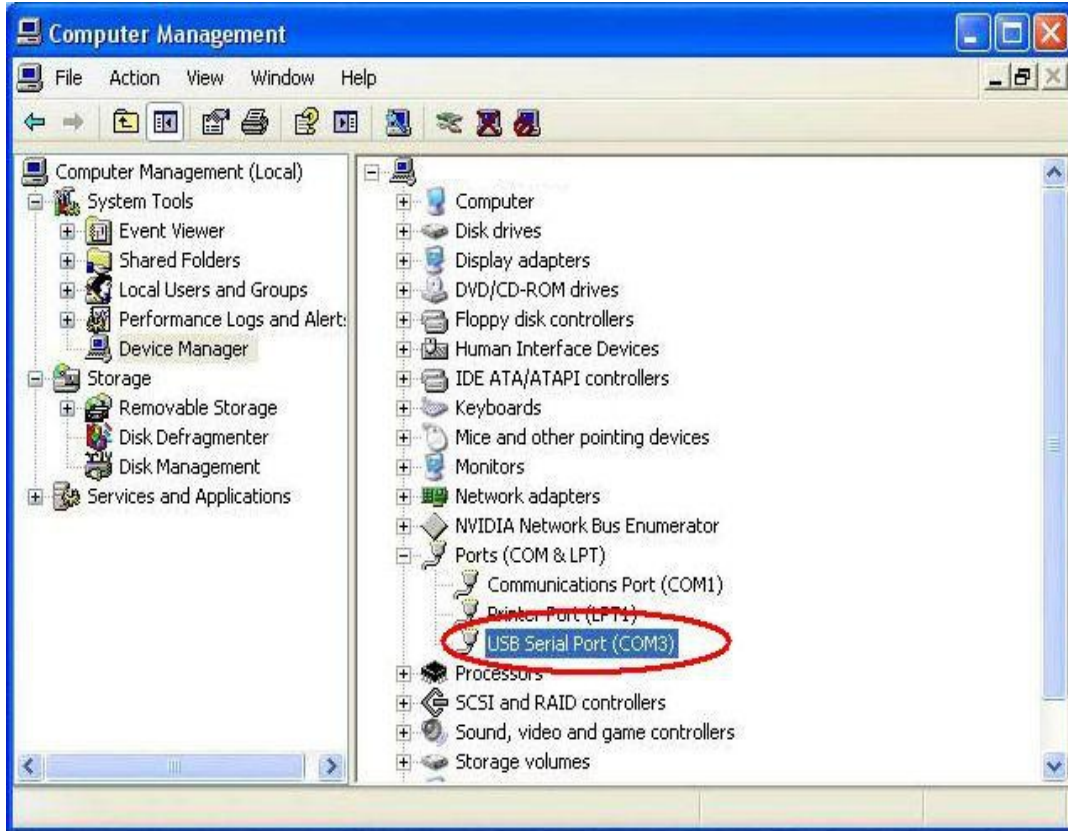 Computer Management
File Action View Window Help
Computer Management (Local)
System Tools
Event Viewer
Shared Folders
Local Users and Groups
Performance Logs and Alert
Device Manager
Storage
Removable Storage
Disk Defragmenter
Disk Management
Services and Applications
Computer
Disk drives
Display adapters
DVD/CD-ROM drives
Floppy disk controllers
Human Interface Devices
IDE ATA/ATAPI controllers
Keyboards
Mice and other pointing devices
Monitors
Network adapters
NVIDIA Network Bus Enumerator
Ports (COM & LPT)
Communications Port (COM1)
Printer Port (LPT1)
USB Serial Port (COM3)
Processors
SCSI and RAID controllers
Sound, video and game controllers
Storage volumes